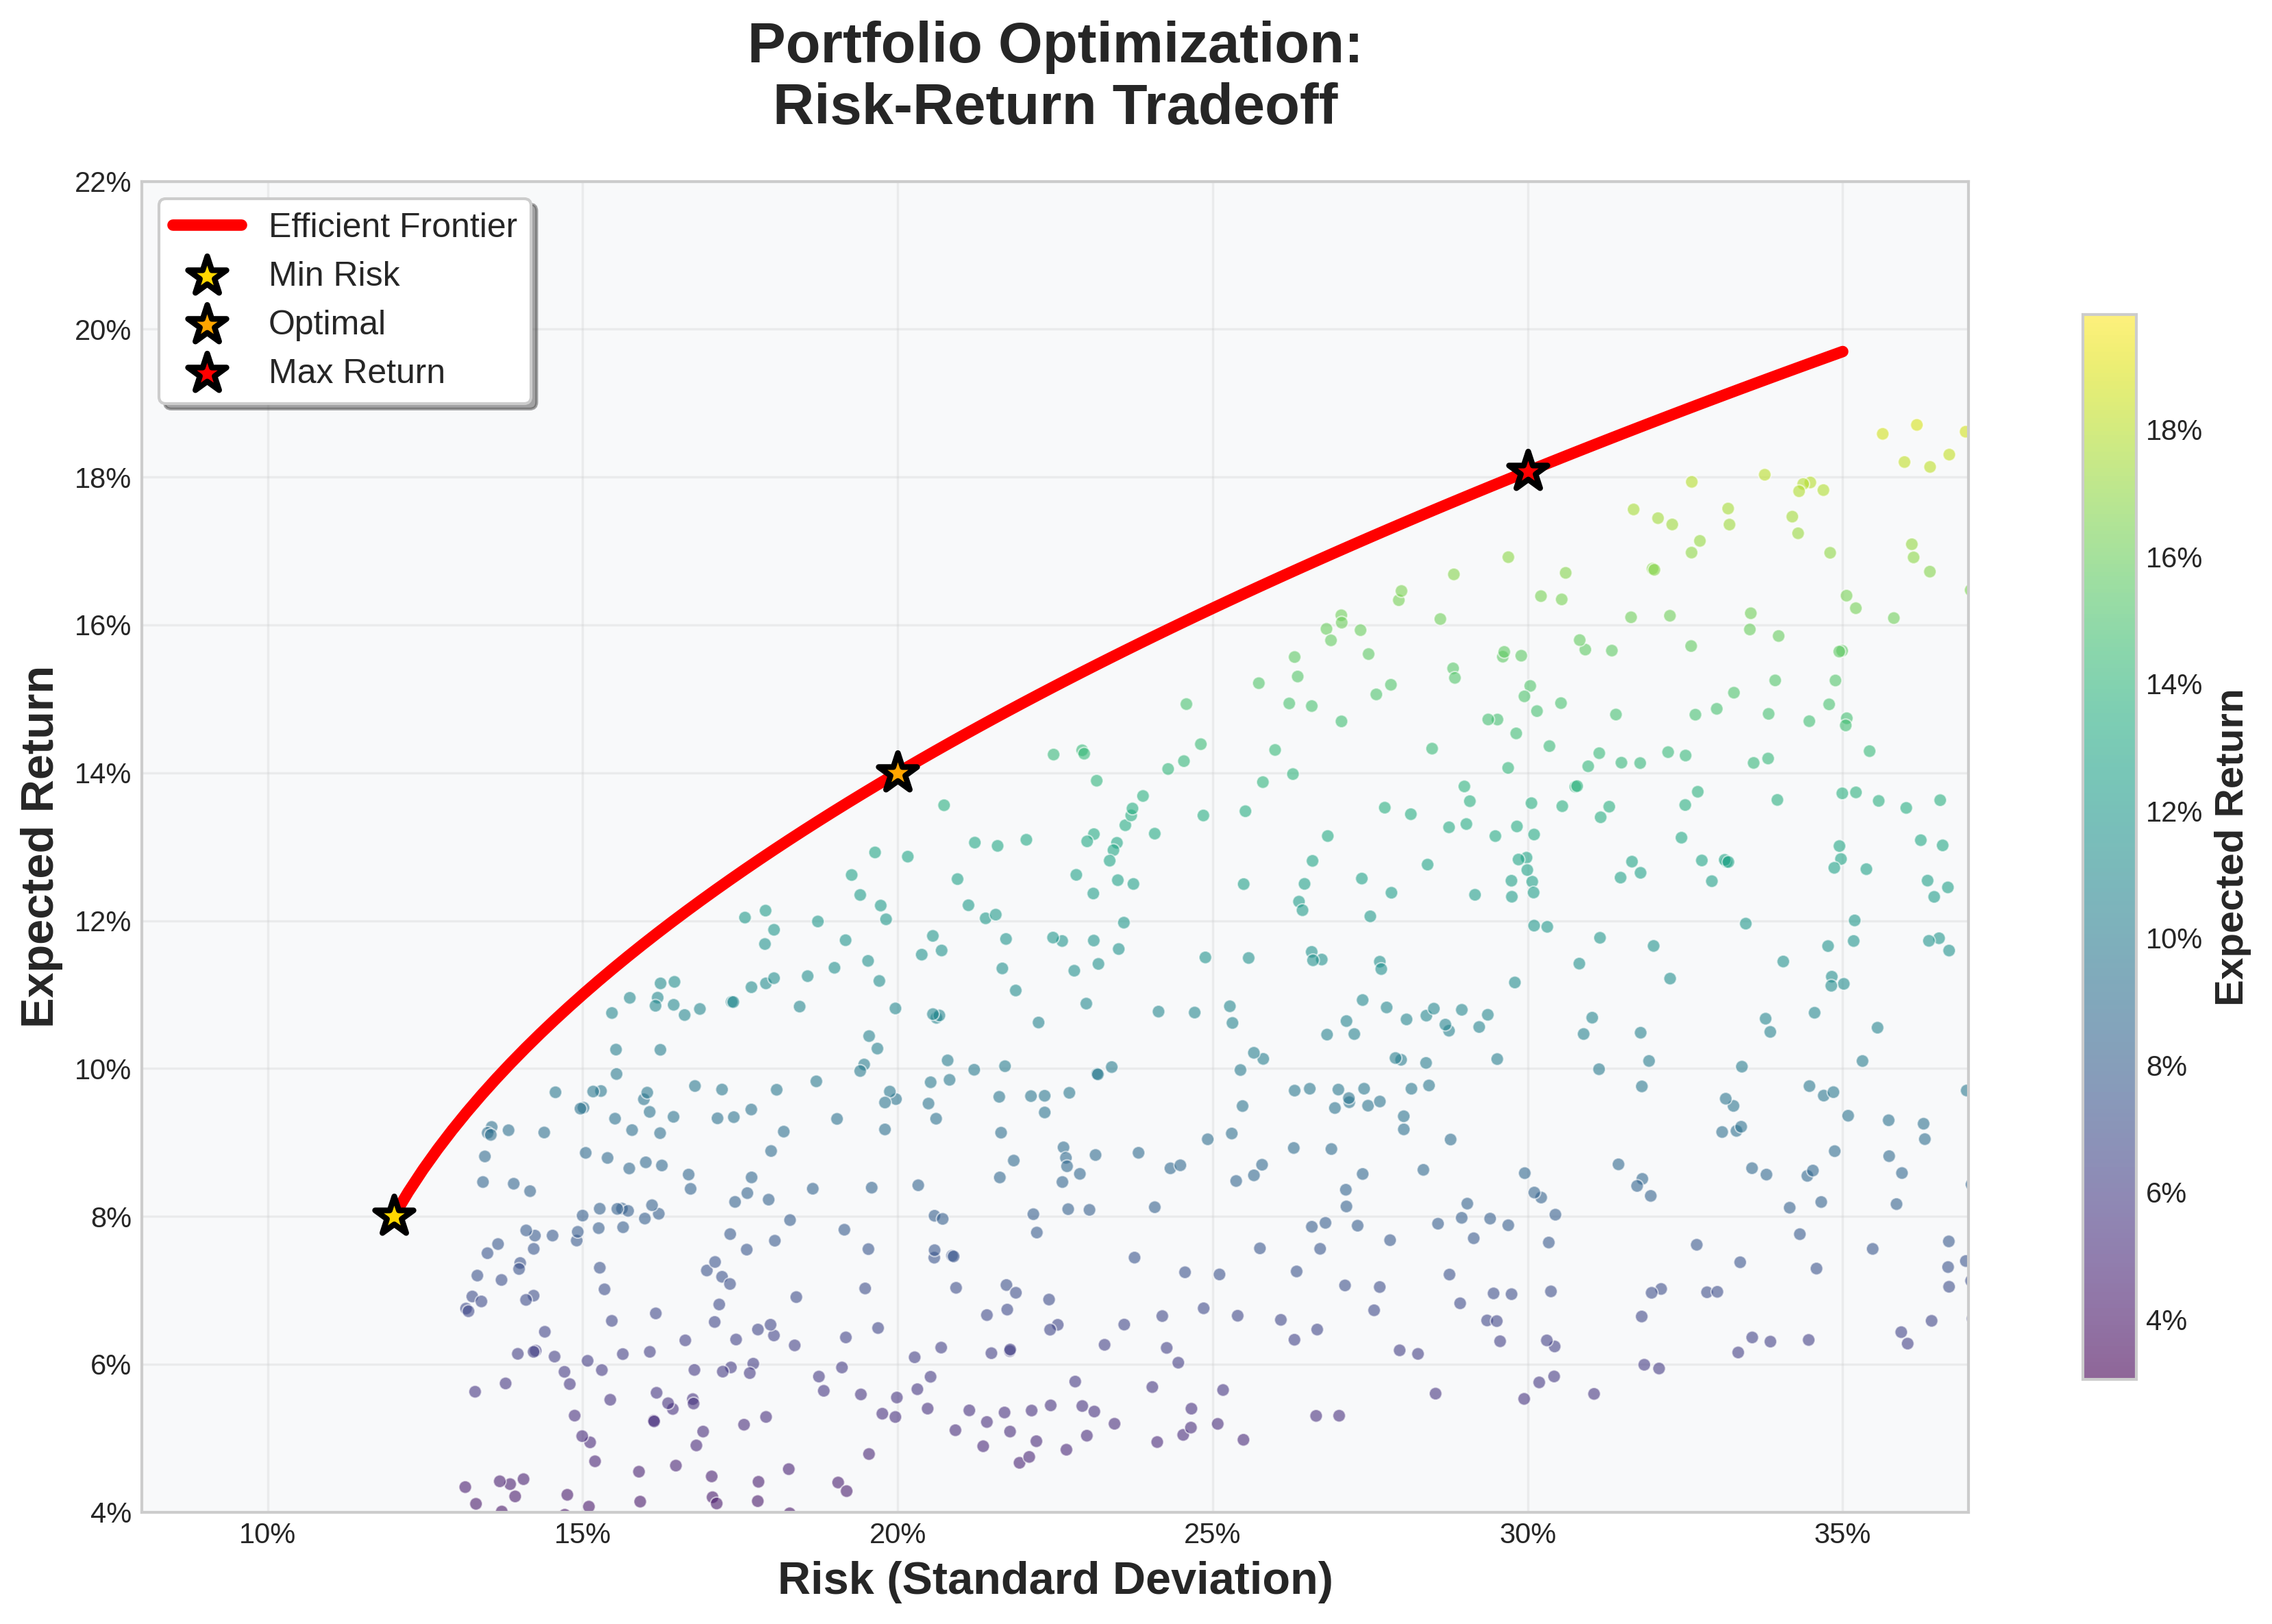 Portfolio Optimization:
Risk-Return Tradeoff
Efficient Frontier
Min Risk
Optimal
Max Return
Expected Return
22%
20%
18%
16%
14%
12%
10%
8%
6%
4%
10%
15%
20%
25%
30%
35%
Risk (Standard Deviation)
18%
16%
14%
12%
10%
8%
6%
4%
Expected Return